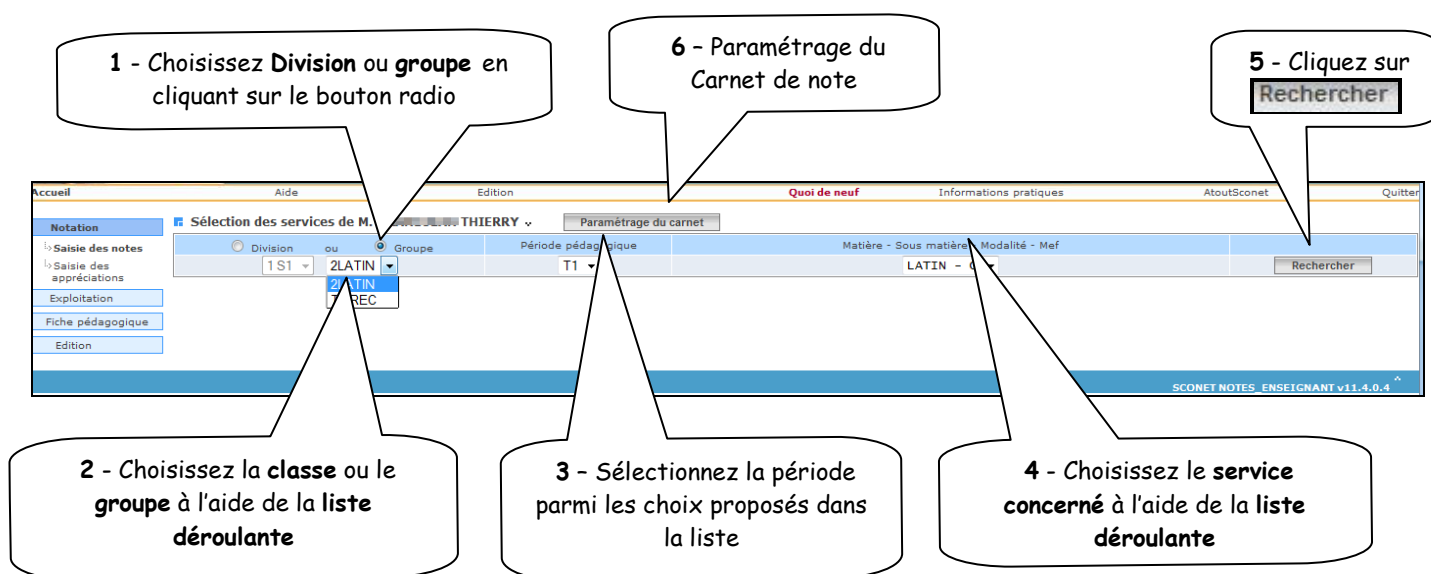 1 - Choisissez Division ou groupe en
cliquant sur le bouton radio
6 – Paramétrage du
Carnet de note
5 - Cliquez sur
Rechercher
Accueil Aide Edition Quoi de neuf Informations pratiques AtoutSconet Quitter
Notation
Saisie des notes
Saisie des
appréciations
Exploitation
Fiche pédagogique
Edition
Sélection des services de M. THIERRY
Paramétrage du carnet
Division ou Groupe Période pédagogique Matière - Sous matière - Modalité - Mef
1 S1 2LATIN T1 LATIN - Rechercher
2LATIN
SCONET NOTES_ENSEIGNANT v11.4.0.4
2 - Choisissez la classe ou le
groupe à l'aide de la liste
déroulante
3 – Sélectionnez la période
parmi les choix proposés dans
la liste
4 - Choisissez le service
concerné à l'aide de la liste
déroulante